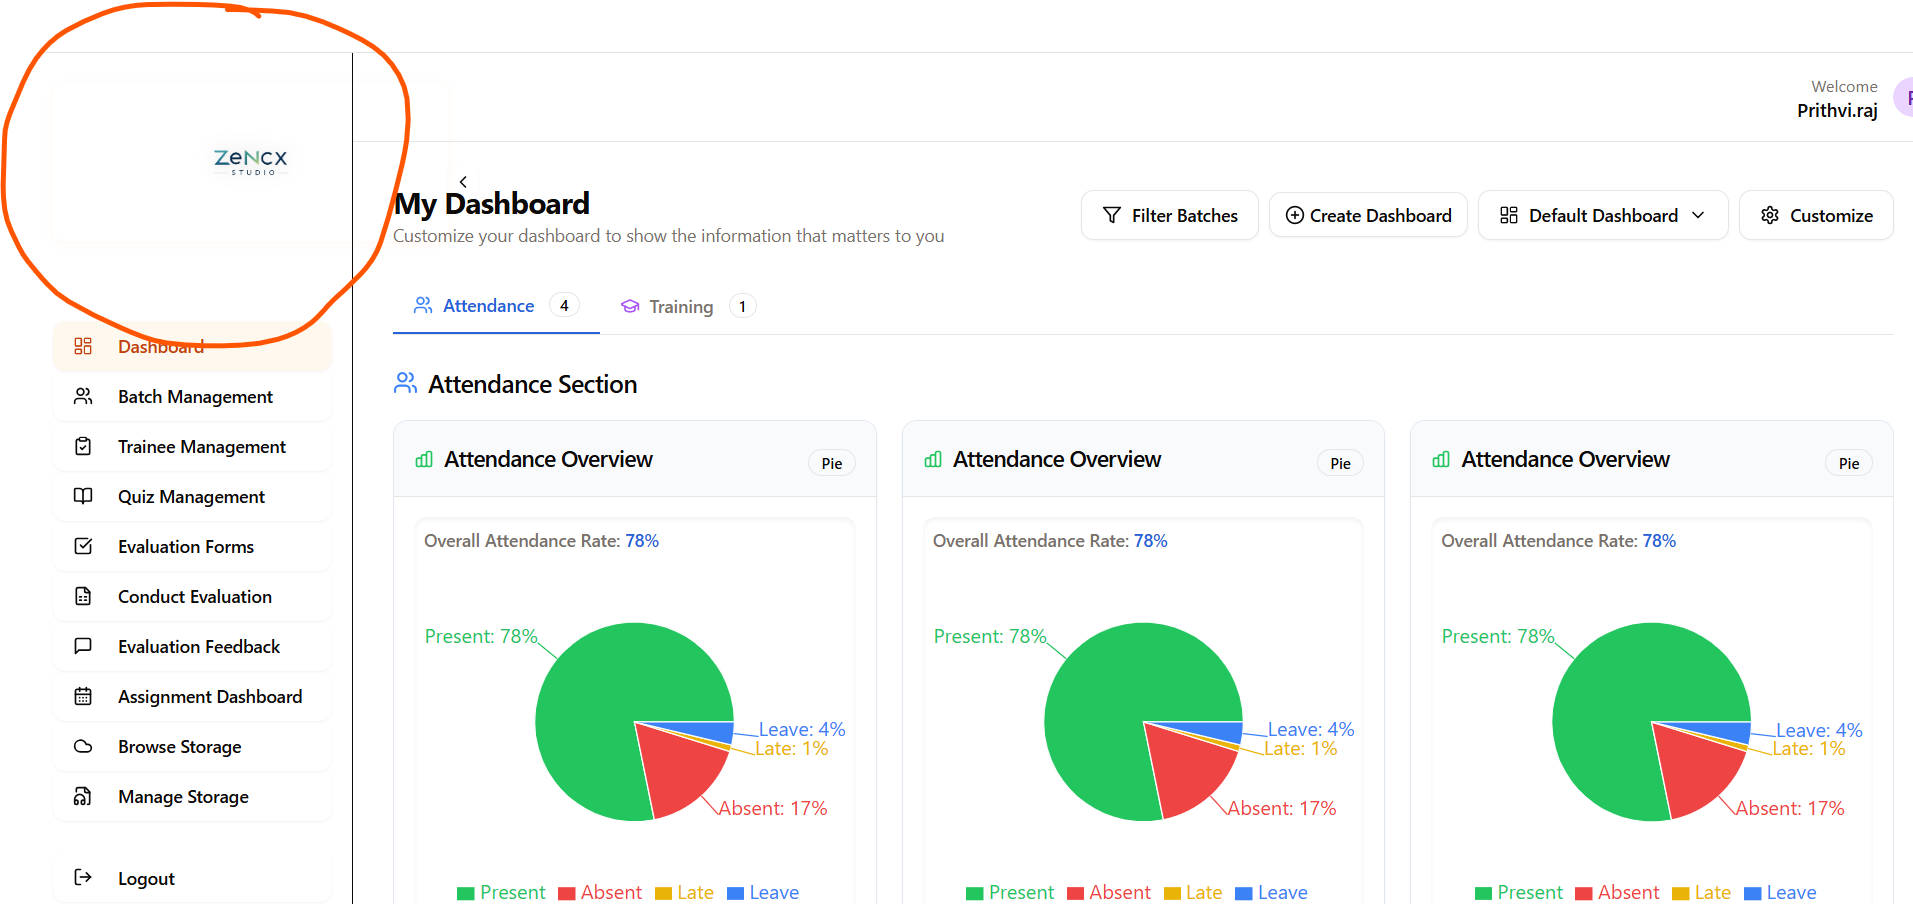 Welcome
Prithvi.raj
ZeNCX
STUDIO
My Dashboard
Customize your dashboard to show the information that matters to you
Filter Batches
Create Dashboard
Default Dashboard
Customize
Attendance 4
Training 1
Dashboard
Batch Management
Trainee Management
Quiz Management
Evaluation Forms
Conduct Evaluation
Evaluation Feedback
Assignment Dashboard
Browse Storage
Manage Storage
Logout
Attendance Section
Attendance Overview Pie
Overall Attendance Rate: 78%
Present: 78%
Leave: 4%
Late: 1%
Absent: 17%
Present Absent Late Leave
Attendance Overview Pie
Overall Attendance Rate: 78%
Present: 78%
Leave: 4%
Late: 1%
Absent: 17%
Present Absent Late Leave
Attendance Overview Pie
Overall Attendance Rate: 78%
Present: 78%
Leave: 4%
Late: 1%
Absent: 17%
Present Absent Late Leave